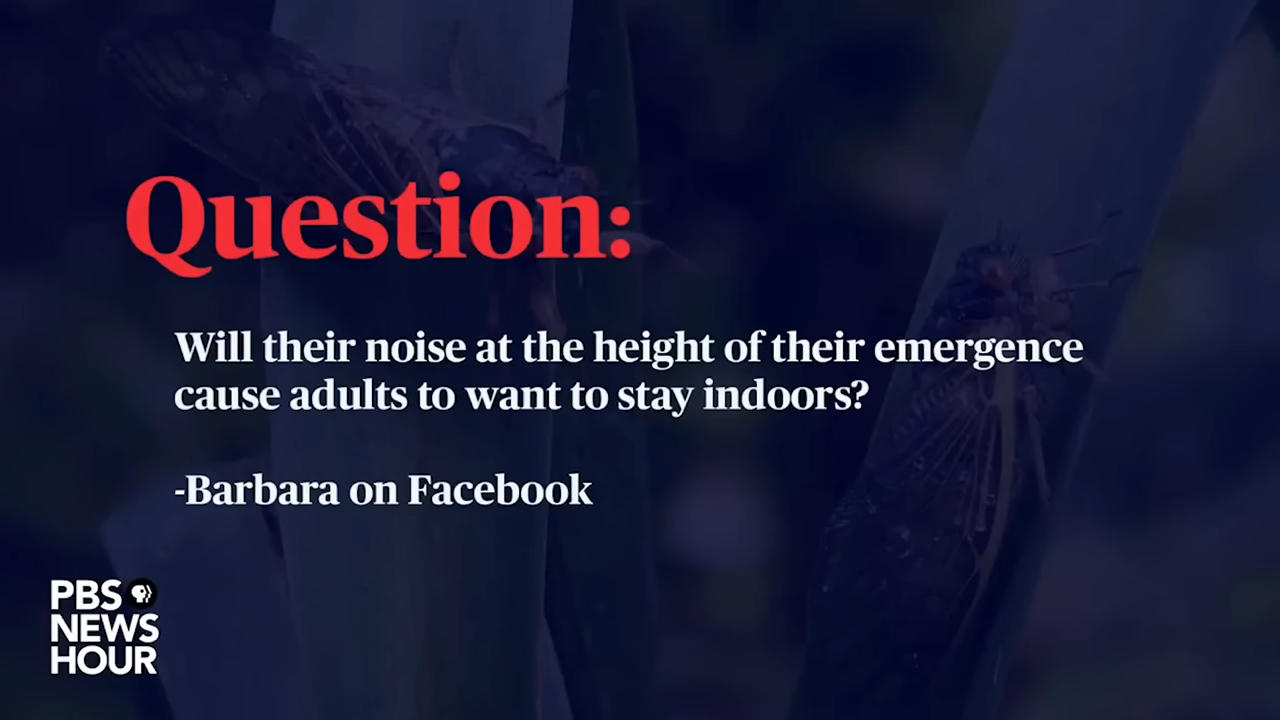 Question:
Will their noise at the height of their emergence
cause adults to want to stay indoors?
-Barbara on Facebook
PBS
NEWS
HOUR